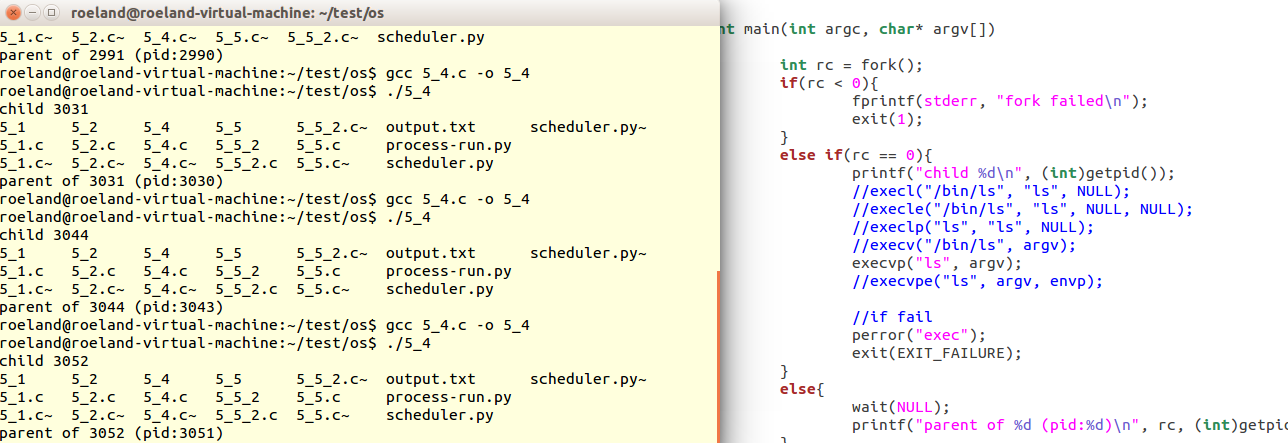 roeland@roeland-virtual-machine: ~/test/os
5_1.c~  5_2.c~  5_4.c~  5_5.c~  5_5_2.c~  scheduler.py
parent of 2991 (pid:2990)
roeland@roeland-virtual-machine:~/test/os$ gcc 5_4.c -o 5_4
roeland@roeland-virtual-machine:~/test/os$ ./5_4
child 3031
5_1     5_2     5_4     5_5      5_5_2.c~  output.txt      scheduler.py~
5_1.c   5_2.c   5_4.c   5_5_2    5_5.c     process-run.py
5_1.c~  5_2.c~  5_4.c~  5_5_2.c  5_5.c~    scheduler.py
parent of 3031 (pid:3030)
roeland@roeland-virtual-machine:~/test/os$ gcc 5_4.c -o 5_4
roeland@roeland-virtual-machine:~/test/os$ ./5_4
child 3044
5_1     5_2     5_4     5_5      5_5_2.c~  output.txt      scheduler.py~
5_1.c   5_2.c   5_4.c   5_5_2    5_5.c     process-run.py
5_1.c~  5_2.c~  5_4.c~  5_5_2.c  5_5.c~    scheduler.py
parent of 3044 (pid:3043)
roeland@roeland-virtual-machine:~/test/os$ gcc 5_4.c -o 5_4
roeland@roeland-virtual-machine:~/test/os$ ./5_4
child 3052
5_1     5_2     5_4     5_5      5_5_2.c~  output.txt      scheduler.py~
5_1.c   5_2.c   5_4.c   5_5_2    5_5.c     process-run.py
5_1.c~  5_2.c~  5_4.c~  5_5_2.c  5_5.c~    scheduler.py
parent of 3052 (pid:3051)
nt main(int argc, char* argv[])
        int rc = fork();
        if(rc < 0){
                fprintf(stderr, "fork failed\n");
                exit(1);
        }
        else if(rc == 0){
                printf("child %d\n", (int)getpid());
                //execl("/bin/ls", "ls", NULL);
                //execle("/bin/ls", "ls", NULL, NULL);
                //execlp("ls", "ls", NULL);
                //execv("/bin/ls", argv);
                execvp("ls", argv);
                //execvpe("ls", argv, envp);
                //if fail
                perror("exec");
                exit(EXIT_FAILURE);
        }
        else{
                wait(NULL);
                printf("parent of %d (pid:%d)\n", rc, (int)getpid